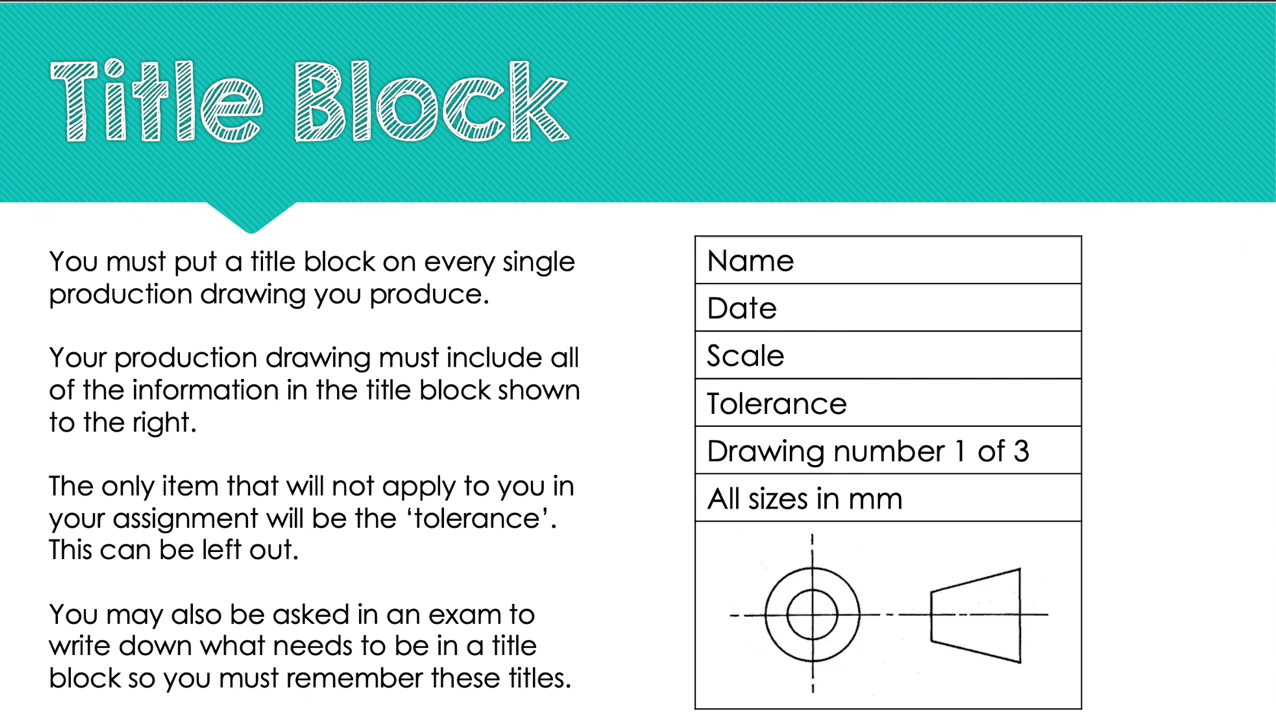 Title Block
You must put a title block on every single
production drawing you produce.
Your production drawing must include all
of the information in the title block shown
to the right.
The only item that will not apply to you in
your assignment will be the ‘tolerance’.
This can be left out.
You may also be asked in an exam to
write down what needs to be in a title
block so you must remember these titles.
Name
Date
Scale
Tolerance
Drawing number 1 of 3
All sizes in mm